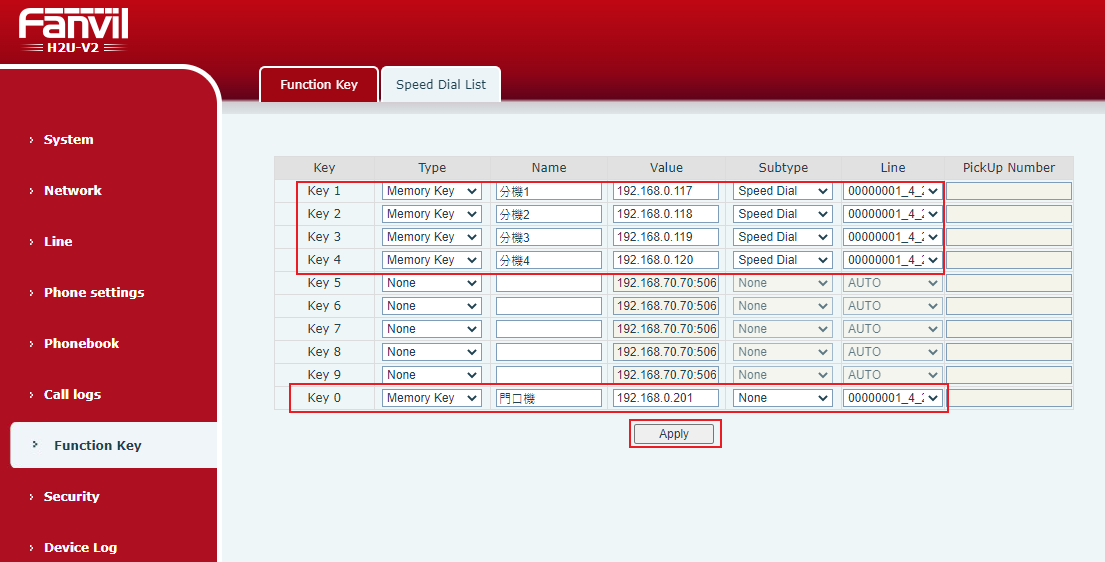 Fanvil
H2U-V2
Function Key
Speed Dial List
System
Network
Line
Phone settings
Phonebook
Call logs
Function Key
Security
Device Log
Key Type Name Value Subtype Line PickUp Number
Key 1 Memory Key 分機1 192.168.0.117 Speed Dial 00000001_4_2
Key 2 Memory Key 分機2 192.168.0.118 Speed Dial 00000001_4_2
Key 3 Memory Key 分機3 192.168.0.119 Speed Dial 00000001_4_2
Key 4 Memory Key 分機4 192.168.0.120 Speed Dial 00000001_4_2
Key 5 None 192.168.70.70:506 None AUTO
Key 6 None 192.168.70.70:506 None AUTO
Key 7 None 192.168.70.70:506 None AUTO
Key 8 None 192.168.70.70:506 None AUTO
Key 9 None 192.168.70.70:506 None AUTO
Key 0 Memory Key 門口機 192.168.0.201 None 00000001_4_2
Apply